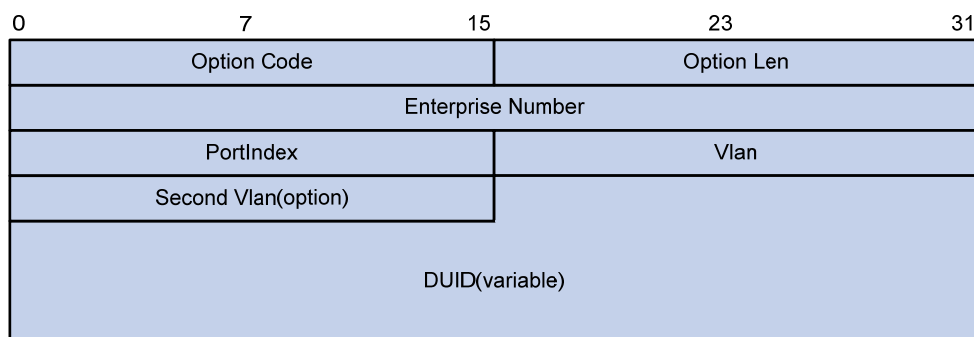 0 7 15 23 31
Option Code Option Len
Enterprise Number
PortIndex Vlan
Second Vlan(option)
DUID(variable)